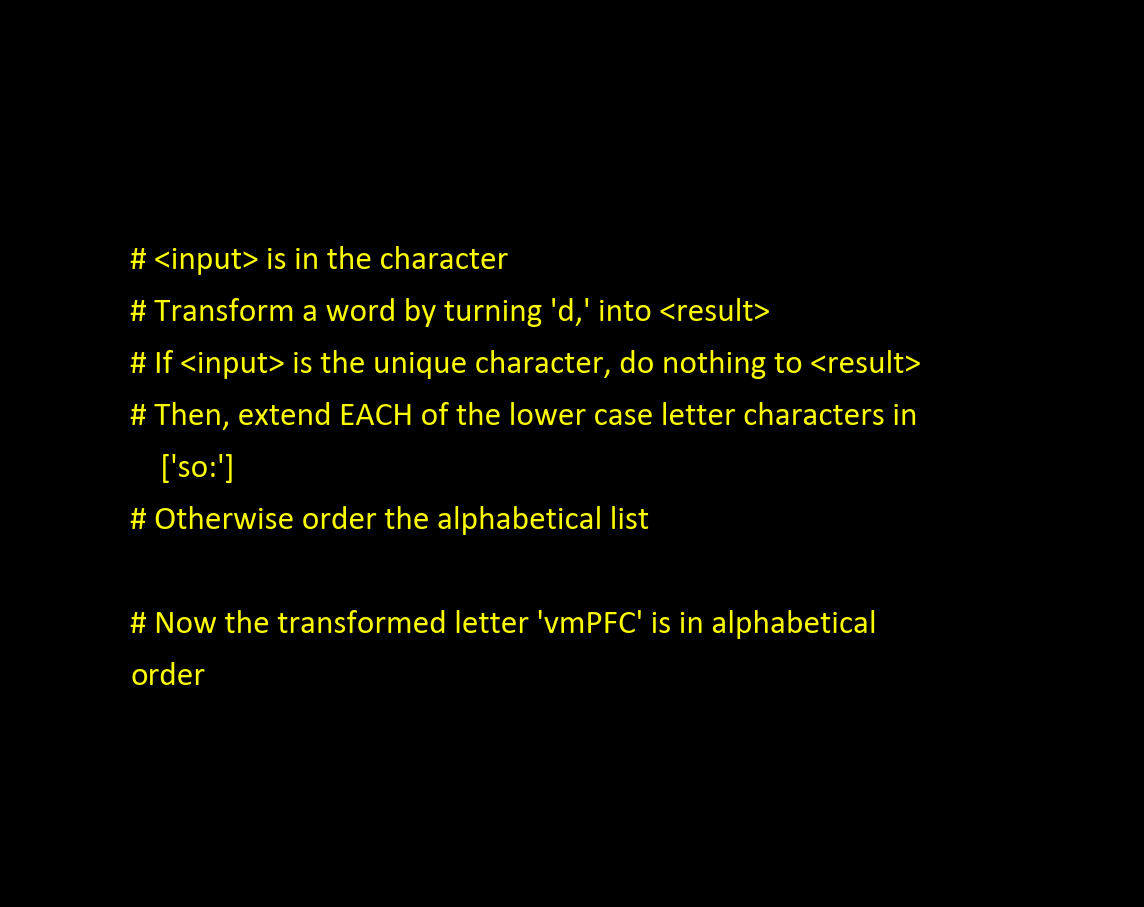 # <input> is in the character
# Transform a word by turning 'd,' into <result>
# If <input> is the unique character, do nothing to <result>
# Then, extend EACH of the lower case letter characters in
['so:']
# Otherwise order the alphabetical list
# Now the transformed letter 'vmPFC' is in alphabetical
order